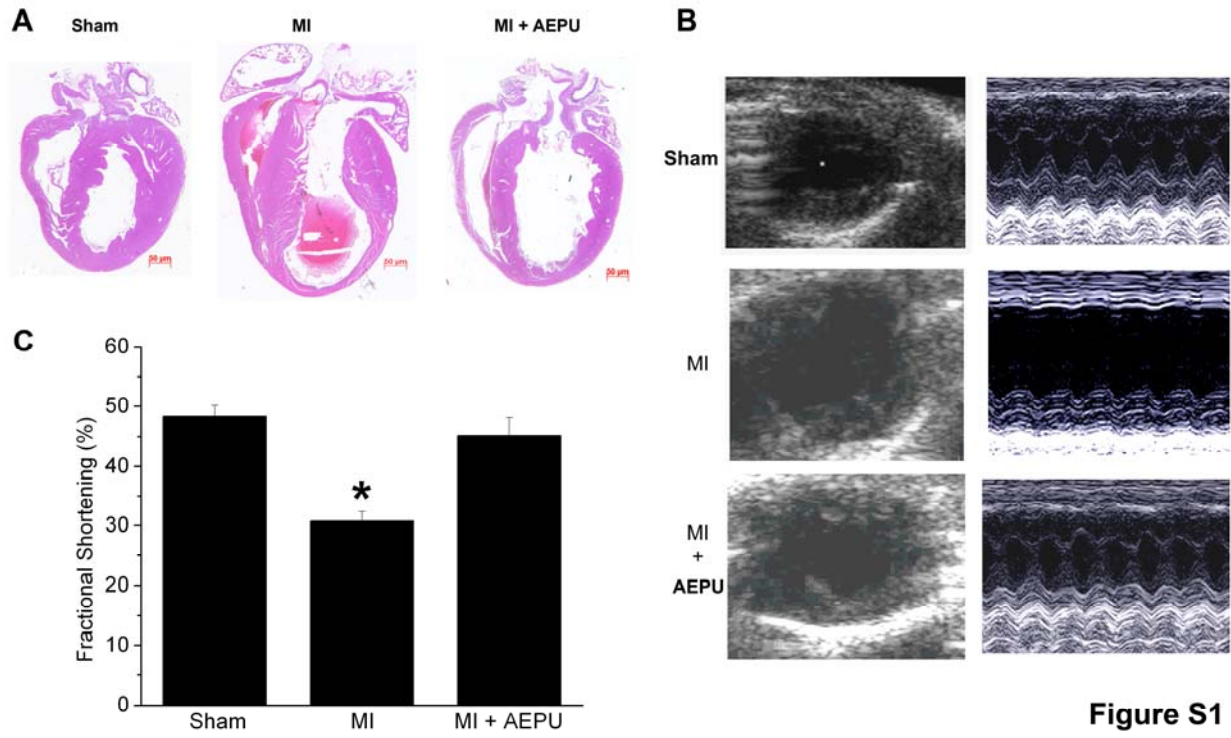 A
Sham
MI
MI + AEPU
50 µm
50 µm
50 µm
B
Sham
MI
MI
+
AEPU
C
Fractional Shortening (%)
60
50
40
30
20
10
0
*
Sham
MI
MI + AEPU
Figure S1